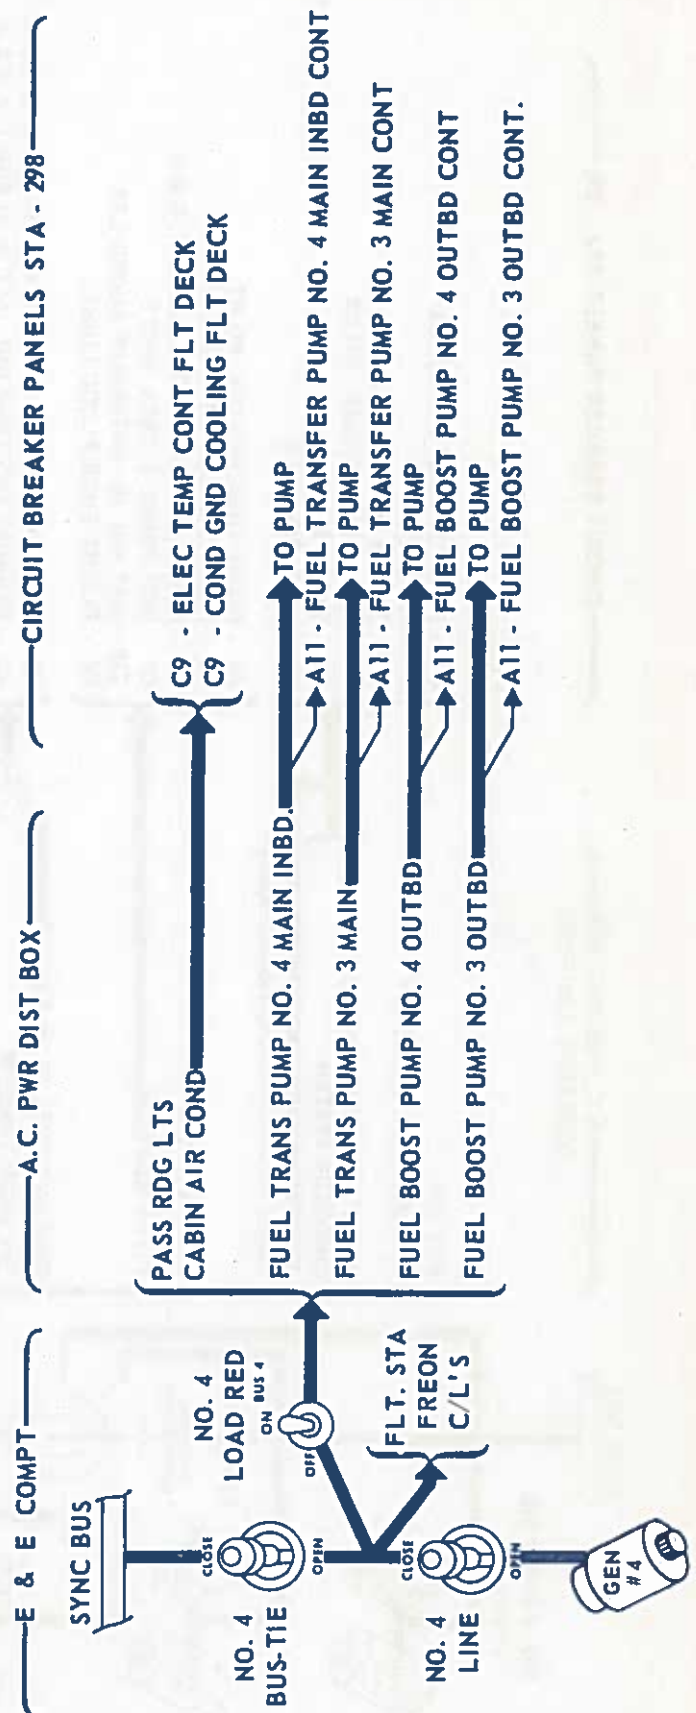 E & E COMPT
A.C. PWR DIST BOX
CIRCUIT BREAKER PANELS STA - 298
SYNC BUS
CLOSE
NO. 4
BUS-TIE
OPEN
NO. 4
LOAD RED
BUS 4
ON
OFF
FLT. STA
FREON
C/L'S
CLOSE
NO. 4
LINE
OPEN
GEN
#4
PASS RDG LTS
CABIN AIR COND
C9 - ELEC TEMP CONT FLT DECK
C9 - COND GND COOLING FLT DECK
FUEL TRANS PUMP NO. 4 MAIN INBD.
TO PUMP
A11 - FUEL TRANSFER PUMP NO. 4 MAIN INBD CONT
FUEL TRANS PUMP NO. 3 MAIN
TO PUMP
A11 - FUEL TRANSFER PUMP NO. 3 MAIN CONT
FUEL BOOST PUMP NO. 4 OUTBD
TO PUMP
A11 - FUEL BOOST PUMP NO. 4 OUTBD CONT
FUEL BOOST PUMP NO. 3 OUTBD
TO PUMP
A11 - FUEL BOOST PUMP NO. 3 OUTBD CONT.